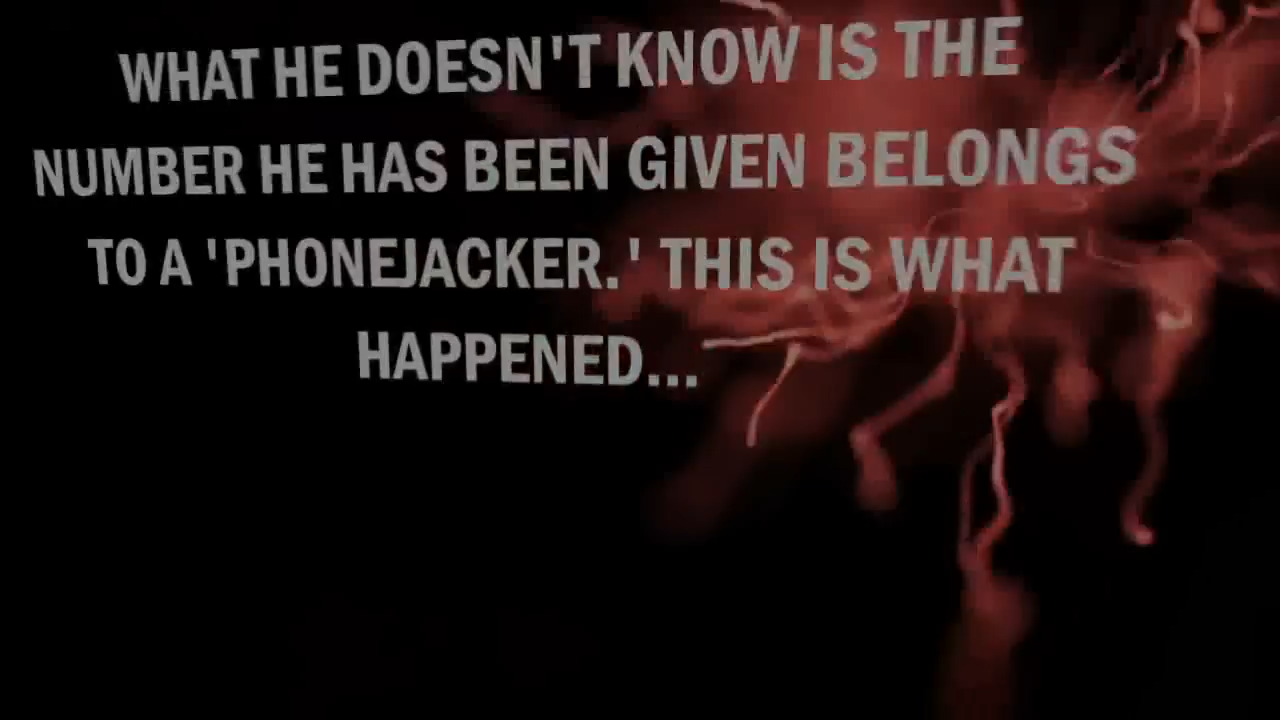 WHAT HE DOESN'T KNOW IS THE
NUMBER HE HAS BEEN GIVEN BELONGS
TO A 'PHONEJACKER.' THIS IS WHAT
HAPPENED...